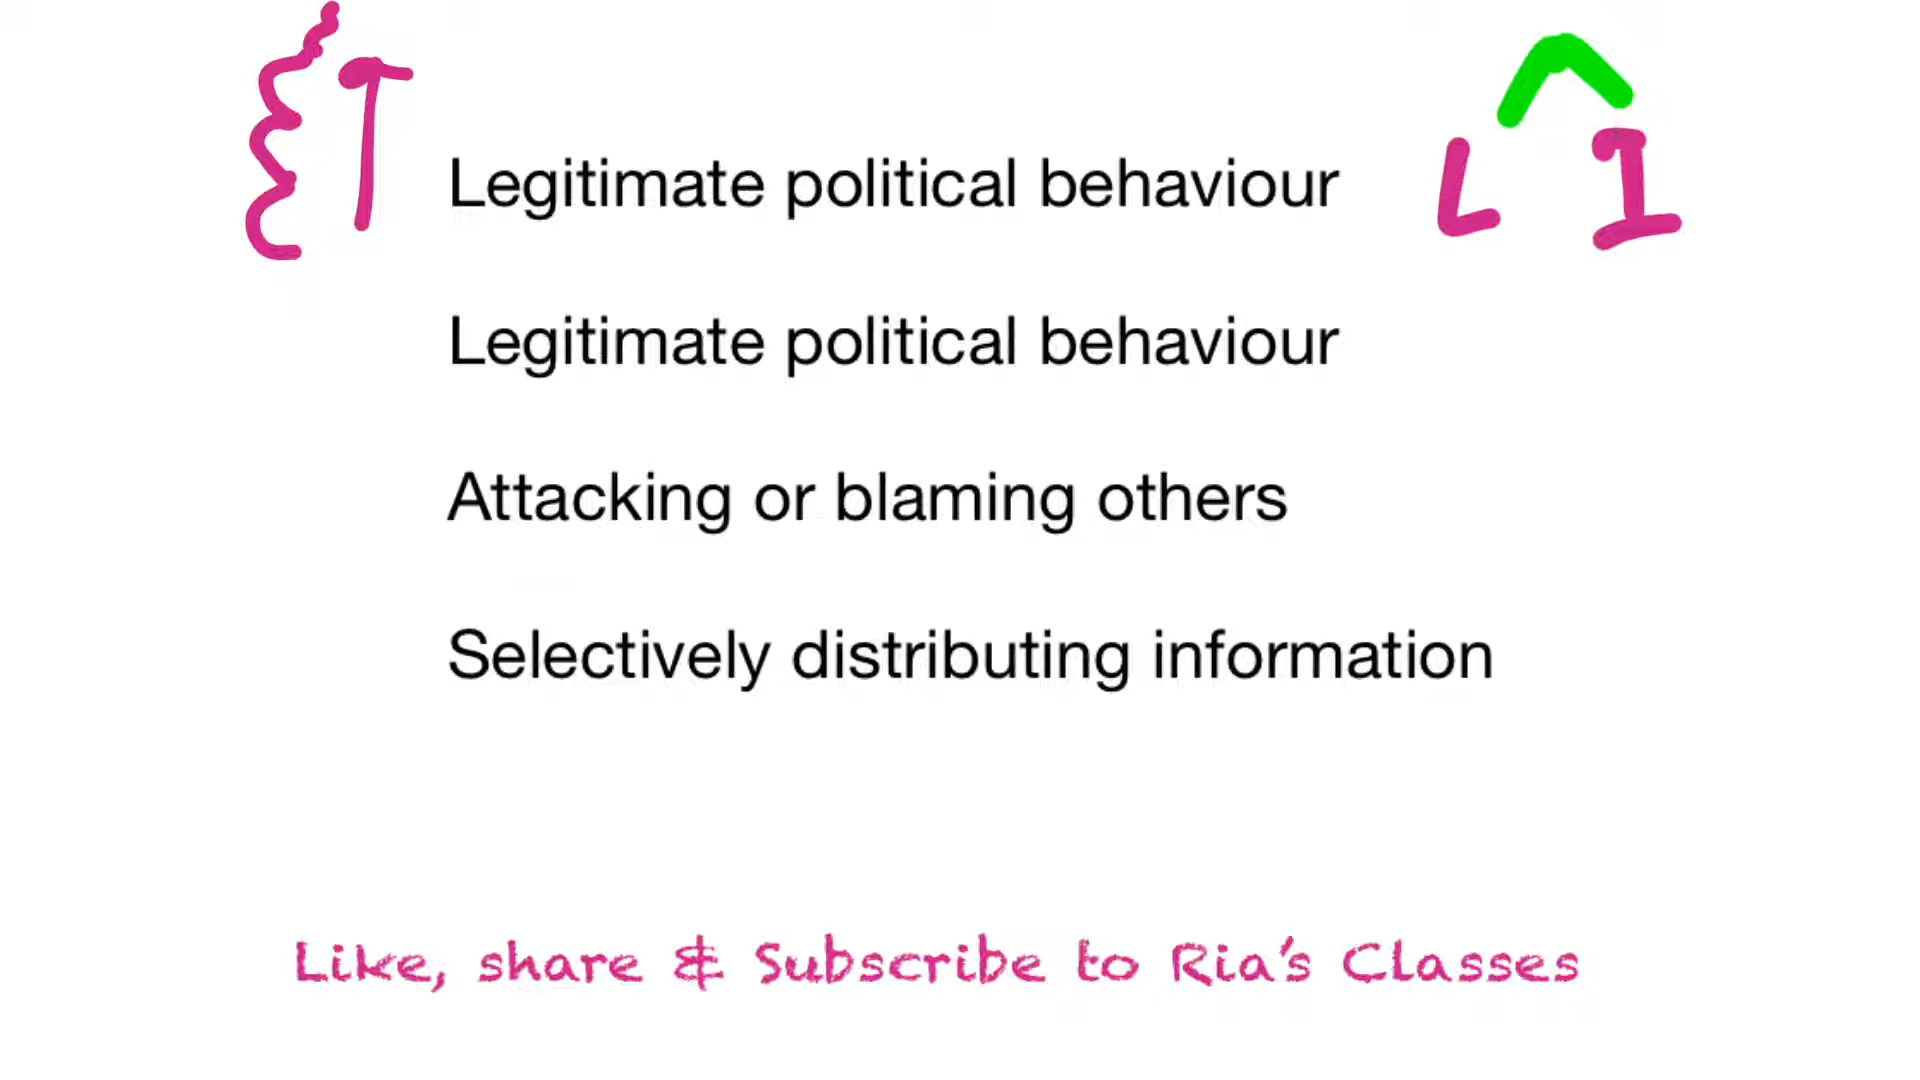 T
L I
Legitimate political behaviour
Legitimate political behaviour
Attacking or blaming others
Selectively distributing information
Like, share & Subscribe to Ria's Classes